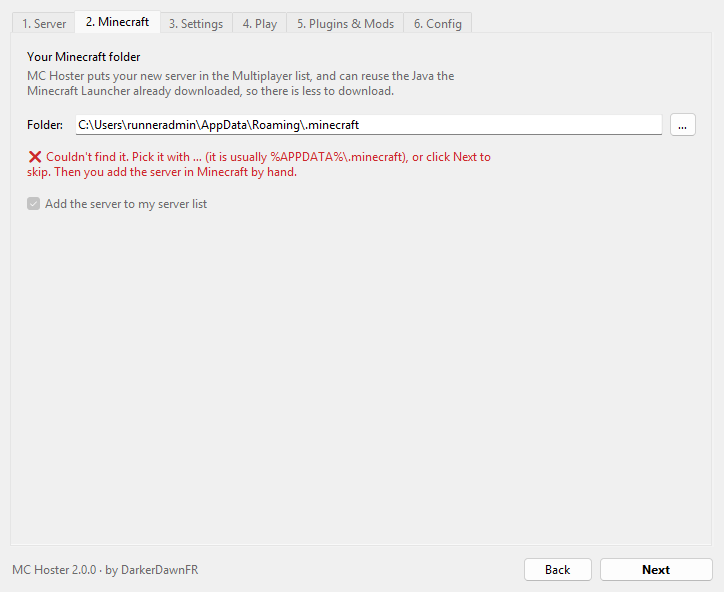 1. Server 2. Minecraft 3. Settings 4. Play 5. Plugins & Mods 6. Config
Your Minecraft folder
MC Hoster puts your new server in the Multiplayer list, and can reuse the Java the
Minecraft Launcher already downloaded, so there is less to download.
Folder: C:\Users\runneradmin\AppData\Roaming\.minecraft ...
❌ Couldn't find it. Pick it with ... (it is usually %APPDATA%\.minecraft), or click Next to
skip. Then you add the server in Minecraft by hand.
Add the server to my server list
MC Hoster 2.0.0 · by DarkerDawnFR Back Next